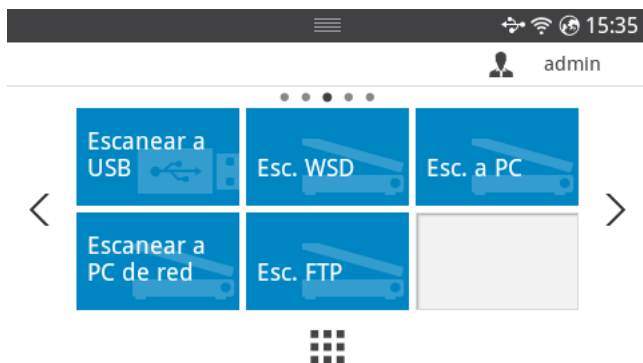 15:35
admin
Escanear a
USB
Esc. WSD
Esc. a PC
Escanear a
PC de red
Esc. FTP